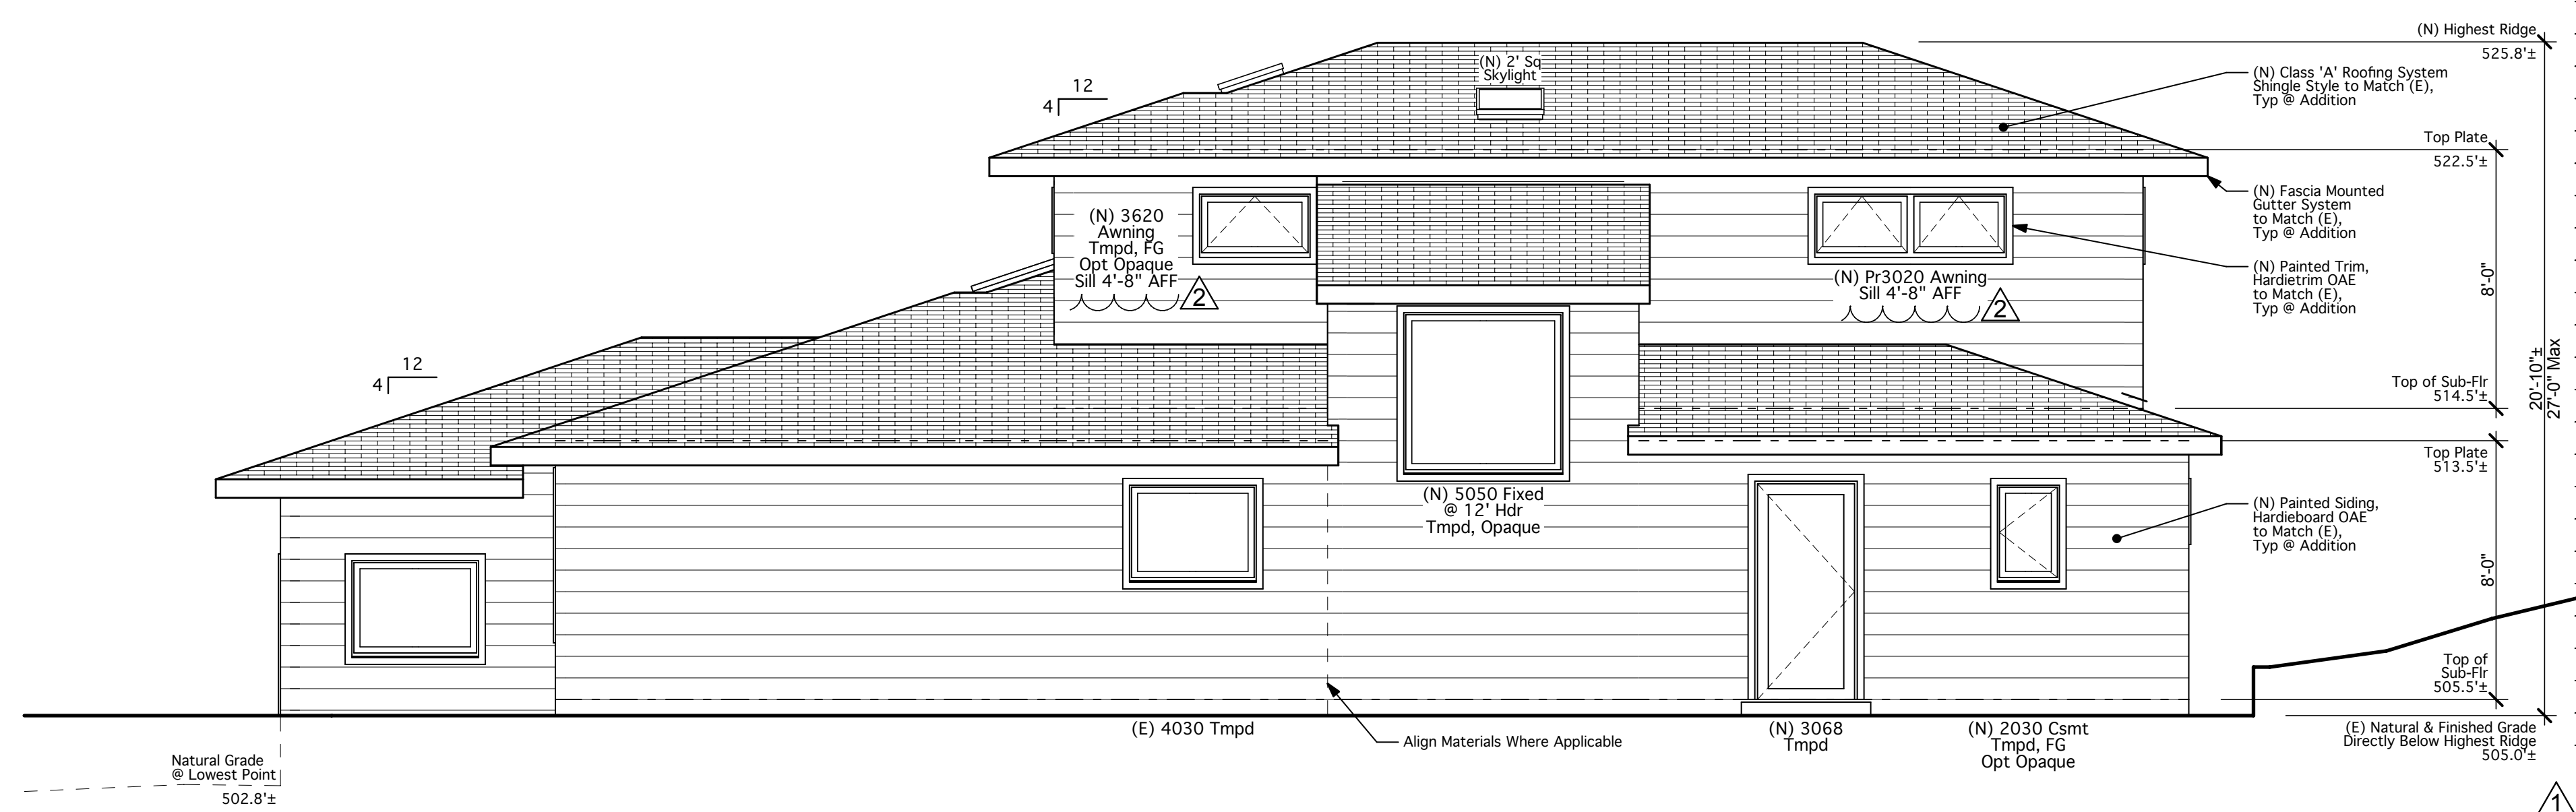 (N) Highest Ridge
525.8'±
(N) 2' Sq
Skylight
(N) Class 'A' Roofing System
Shingle Style to Match (E),
Typ @ Addition
12
4
Top Plate
522.5'±
(N) Fascia Mounted
Gutter System
to Match (E),
Typ @ Addition
(N) 3620
Awning
Tmpd, FG
Opt Opaque
Sill 4'-8" AFF
2
(N) Pr3020 Awning
Sill 4'-8" AFF
2
(N) Painted Trim,
Hardietrim OAE
to Match (E),
Typ @ Addition
8'-0"
12
4
20'-10"±
27'-0" Max
Top of Sub-Flr
514.5'±
Top Plate
513.5'±
(N) 5050 Fixed
@ 12' Hdr
Tmpd, Opaque
(N) Painted Siding,
Hardieboard OAE
to Match (E),
Typ @ Addition
8'-0"
Top of
Sub-Flr
505.5'±
(E) 4030 Tmpd
Align Materials Where Applicable
(N) 3068
Tmpd
(N) 2030 Csmt
Tmpd, FG
Opt Opaque
(E) Natural & Finished Grade
Directly Below Highest Ridge
505.0'±
Natural Grade
@ Lowest Point
502.8'±
1